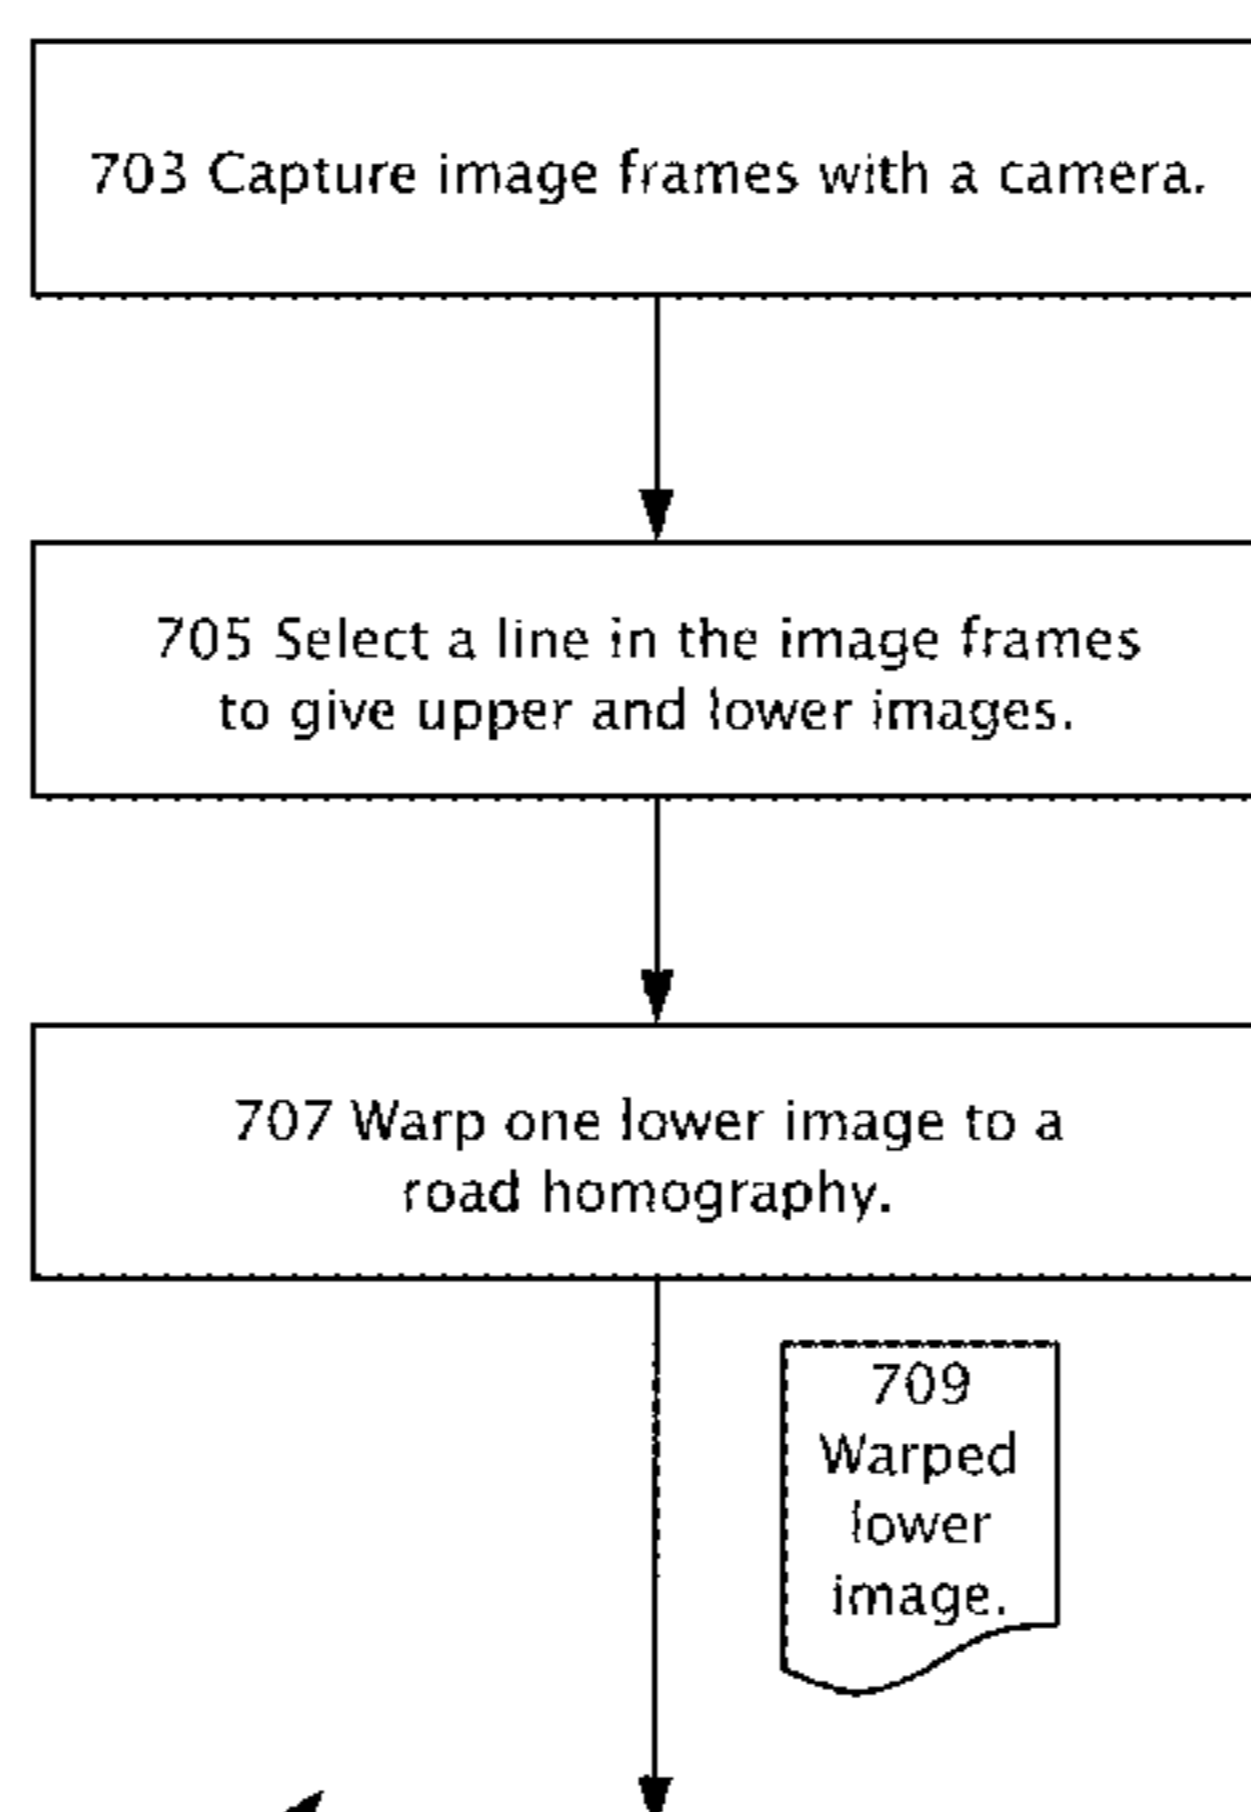 703 Capture image frames with a camera.
705 Select a line in the image frames
to give upper and lower images.
707 Warp one lower image to a
road homography.
709
Warped
lower
image.